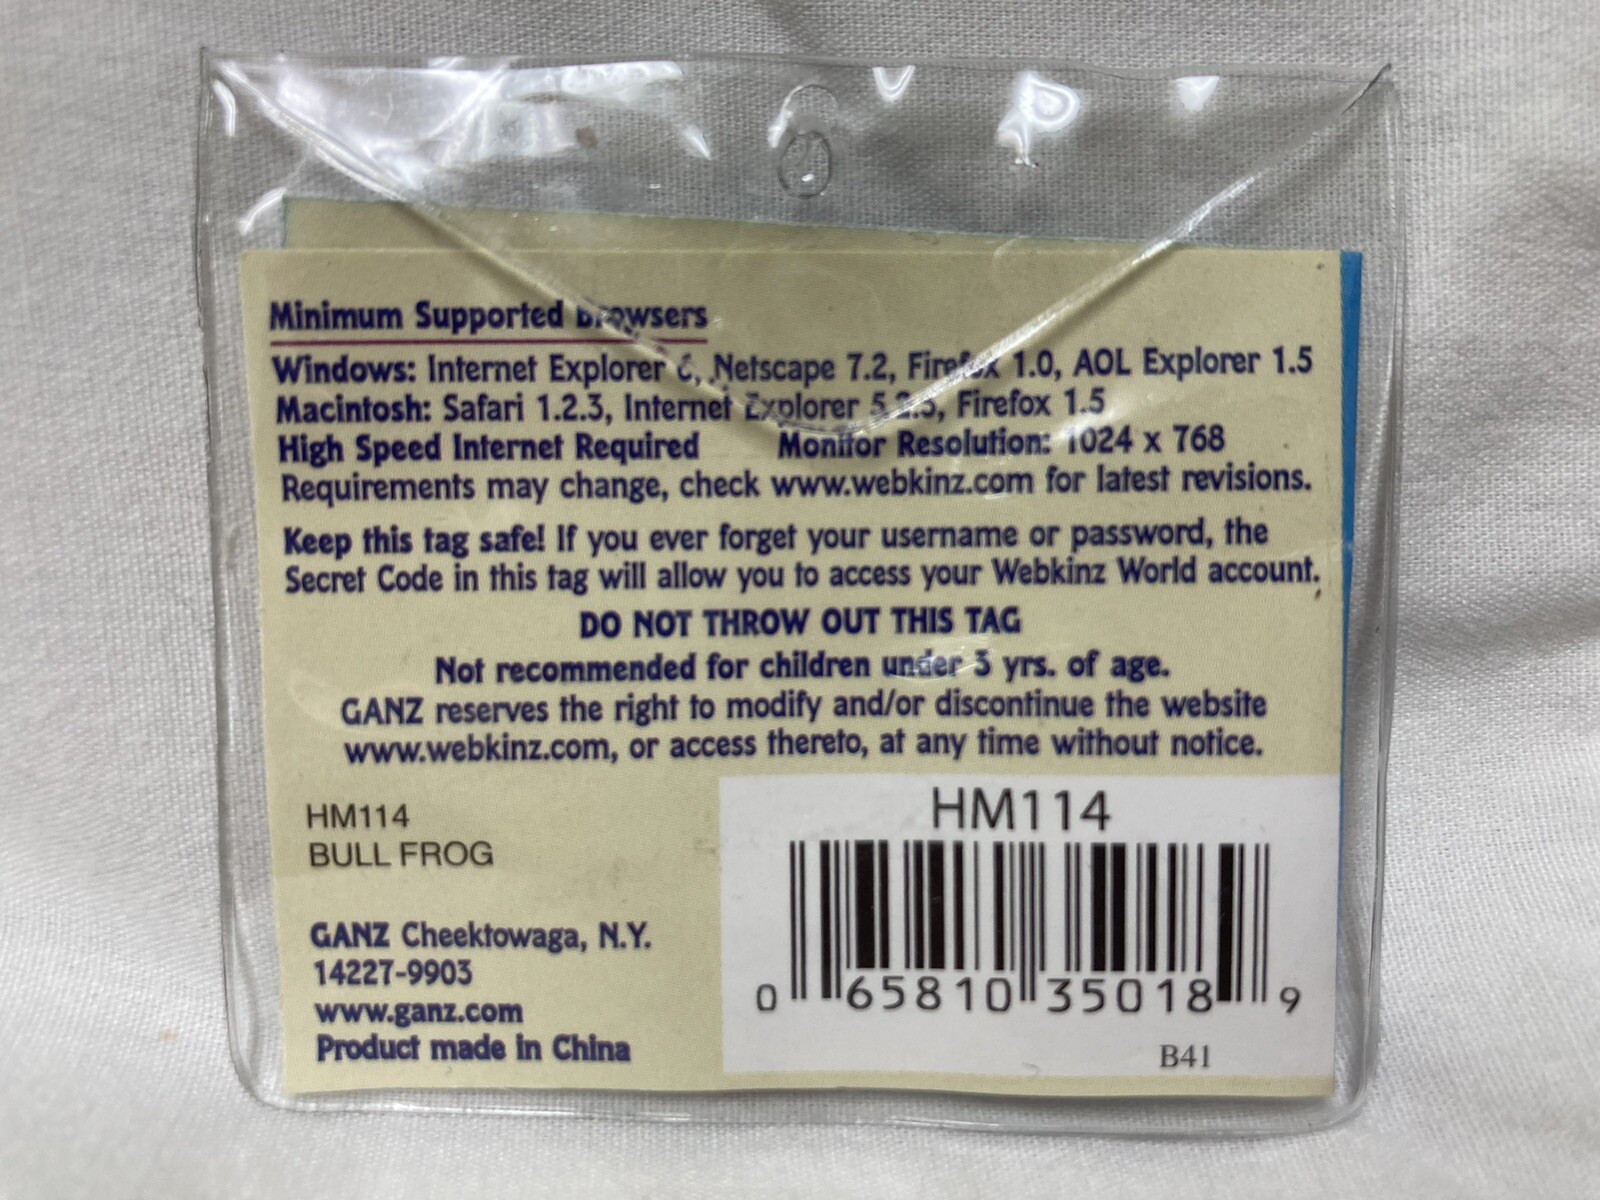 Minimum Supported Browsers
Windows: Internet Explorer 6, Netscape 7.2, Firefox 1.0, AOL Explorer 1.5
Macintosh: Safari 1.2.3, Internet Explorer 5.2.3, Firefox 1.5
High Speed Internet Required Monitor Resolution: 1024 x 768
Requirements may change, check www.webkinz.com for latest revisions.
Keep this tag safe! If you ever forget your username or password, the
Secret Code in this tag will allow you to access your Webkinz World account.
DO NOT THROW OUT THIS TAG
Not recommended for children under 3 yrs. of age.
GANZ reserves the right to modify and/or discontinue the website
www.webkinz.com, or access thereto, at any time without notice.
HM114
BULL FROG
GANZ Cheektowaga, N.Y.
14227-9903
www.ganz.com
Product made in China
HM114
0 65810 35018 9
B41